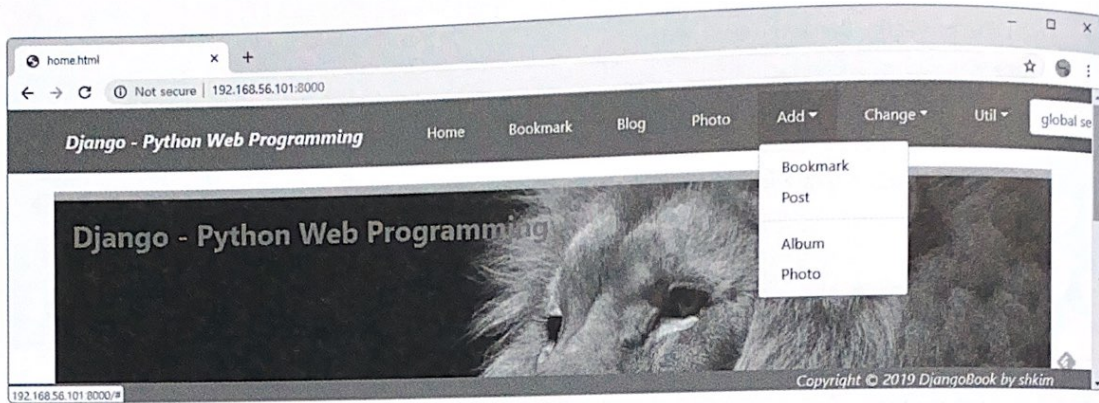 home.html
Not secure | 192.168.56.101:8000
Django - Python Web Programming Home Bookmark Blog Photo Add Change Util global se
Bookmark
Post
Album
Photo
Django - Python Web Programming
Copyright © 2019 DjangoBook by shkim
192.168.56.101:8000/#